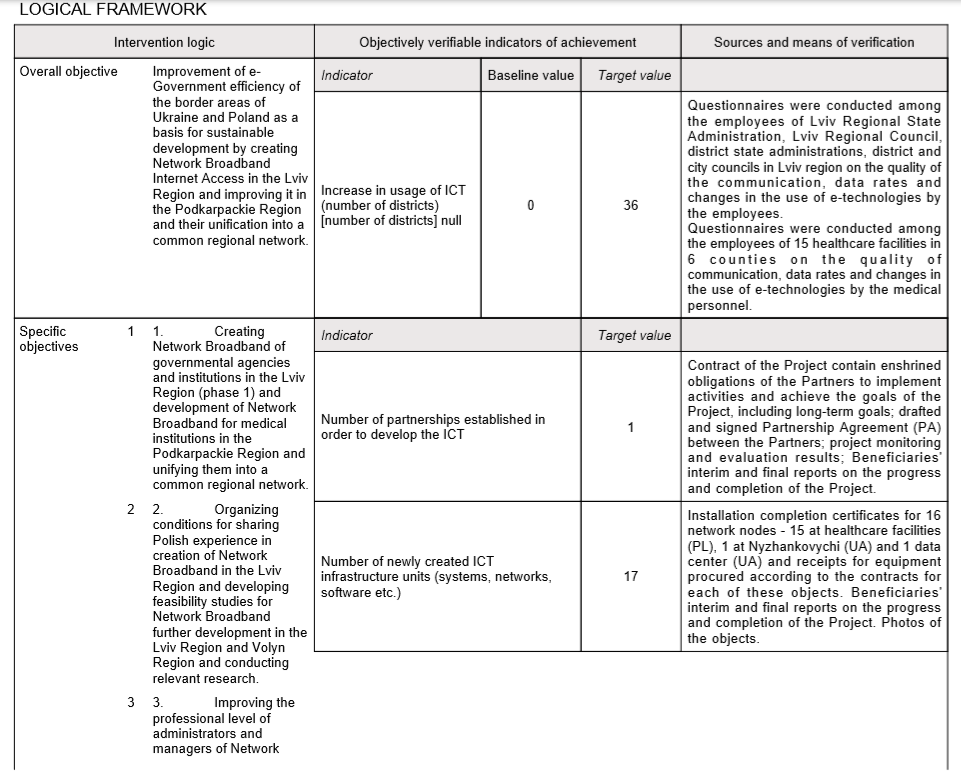 LOGICAL FRAMEWORK
Intervention logic
Objectively verifiable indicators of achievement
Sources and means of verification
Overall objective
Improvement of e-
Government efficiency of
the border areas of
Ukraine and Poland as a
basis for sustainable
development by creating
Network Broadband
Internet Access in the Lviv
Region and improving it in
the Podkarpackie Region
and their unification into a
common regional network.
Indicator
Baseline value
Target value
Increase in usage of ICT
(number of districts)
[number of districts] null
0
36
Questionnaires were conducted among
the employees of Lviv Regional State
Administration, Lviv Regional Council,
district state administrations, district and
city councils in Lviv region on the quality of
the communication, data rates and
changes in the use of e-technologies by
the employees.
Questionnaires were conducted among
the employees of 15 healthcare facilities in
6 counties on the quality of
communication, data rates and changes in
the use of e-technologies by the medical
personnel.
Specific
objectives
1 1. Creating
Network Broadband of
governmental agencies
and institutions in the Lviv
Region (phase 1) and
development of Network
Broadband for medical
institutions in the
Podkarpackie Region and
unifying them into a
common regional network.
2 2. Organizing
conditions for sharing
Polish experience in
creation of Network
Broadband in the Lviv
Region and developing
feasibility studies for
Network Broadband
further development in the
Lviv Region and Volyn
Region and conducting
relevant research.
3 3. Improving the
professional level of
administrators and
managers of Network
Indicator
Target value
Number of partnerships established in
order to develop the ICT
1
Contract of the Project contain enshrined
obligations of the Partners to implement
activities and achieve the goals of the
Project, including long-term goals; drafted
and signed Partnership Agreement (PA)
between the Partners; project monitoring
and evaluation results; Beneficiaries'
interim and final reports on the progress
and completion of the Project.
Number of newly created ICT
infrastructure units (systems, networks,
software etc.)
17
Installation completion certificates for 16
network nodes - 15 at healthcare facilities
(PL), 1 at Nyzhankovychi (UA) and 1 data
center (UA) and receipts for equipment
procured according to the contracts for
each of these objects. Beneficiaries'
interim and final reports on the progress
and completion of the Project. Photos of
the objects.